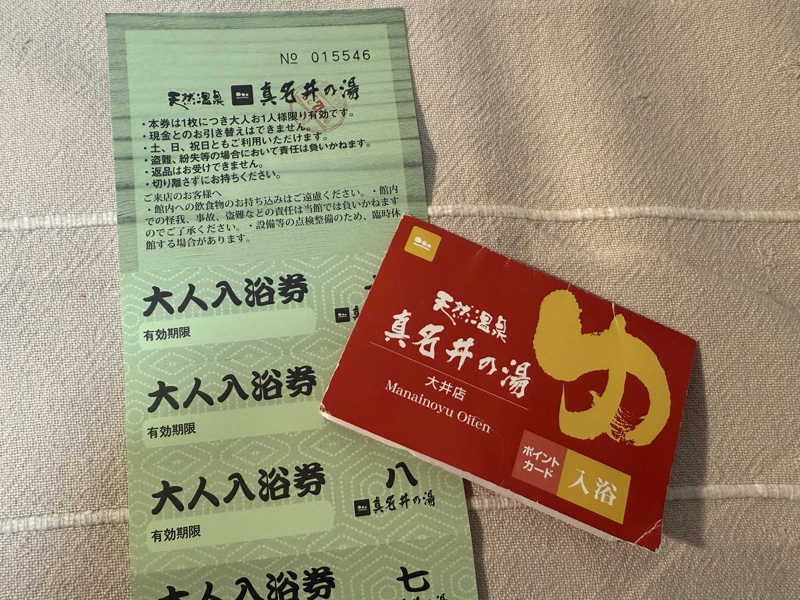 No 015546
天然温泉 真名井の湯
・本券は1枚につき大人お1人様限り有効です。
・現金とのお引き替えはできません。
・土、日、祝日ともご利用いただけます。
・盗難、紛失等の場合において責任は負いかねます。
・返品はお受けできません。
・切り離さずにお持ちください。
ご来店のお客様へ
・館内への飲食物のお持ち込みはご遠慮ください。・館内
での怪我、事故、盗難などの責任は当館では負いかねます
のでご了承ください。・設備等の点検整備のため、臨時休
館する場合があります。
大人入浴券
有効期限
大人入浴券
有効期限
大人入浴券
有効期限
八
真名井の湯
大人入浴券
七
天然温泉
真名井の湯
大井店
Manainoyu Oiten
ゆ
ポイント
カード
入浴